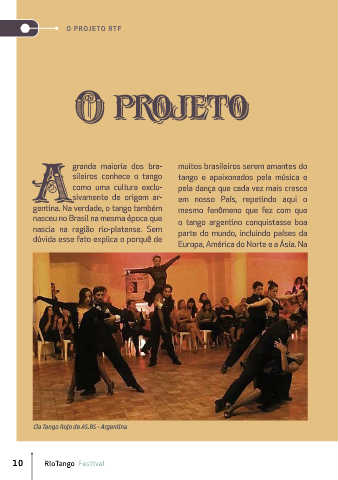 O PROJETO RTF
O PROJETO
A grande maioria dos bra-
sileiros conhece o tango
como uma cultura exclu-
sivamente de origem ar-
gentina. Na verdade, o tango também
nasceu no Brasil na mesma época que
nascia na região rio-platense. Sem
dúvida esse fato explica o porquê de
muitos brasileiros serem amantes do
tango e apaixonados pela música e
pela dança que cada vez mais cresce
em nosso País, repetindo aqui o
mesmo fenômeno que fez com que
o tango argentino conquistasse boa
parte do mundo, incluindo países da
Europa, América do Norte e a Ásia. Na
Cia Tango Rojo de AS.BS - Argentina
10 RioTango Festival